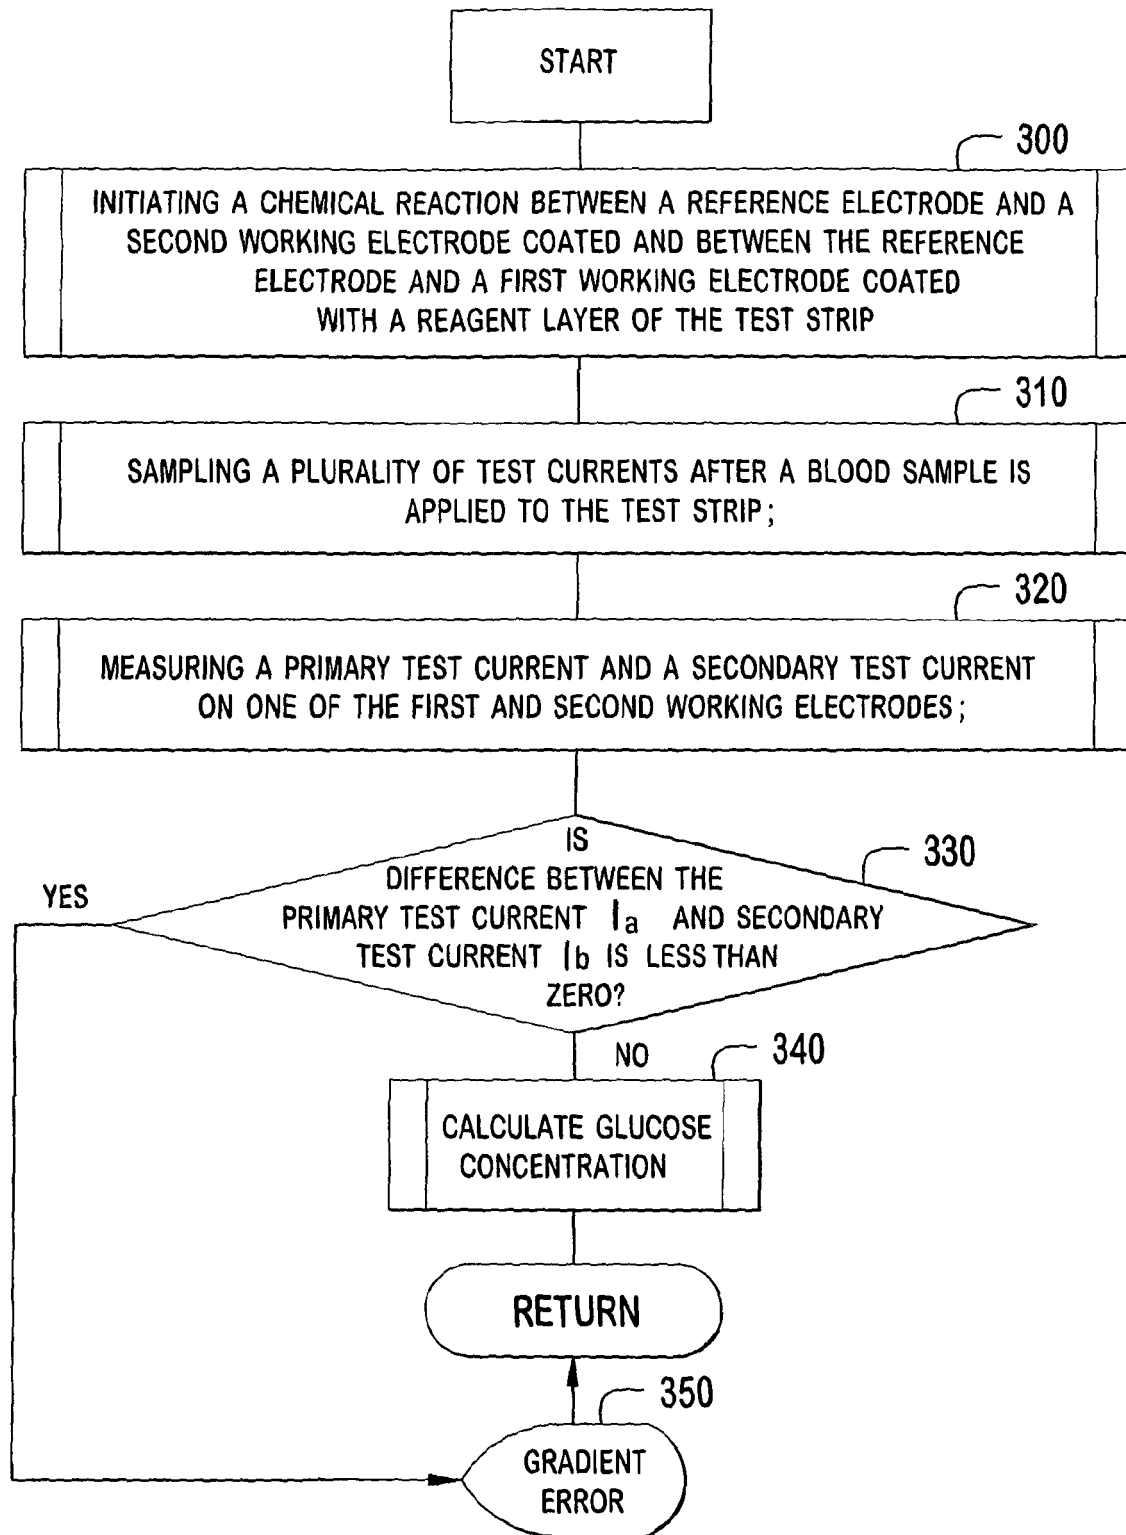 START
300
INITIATING A CHEMICAL REACTION BETWEEN A REFERENCE ELECTRODE AND A
SECOND WORKING ELECTRODE COATED AND BETWEEN THE REFERENCE
ELECTRODE AND A FIRST WORKING ELECTRODE COATED
WITH A REAGENT LAYER OF THE TEST STRIP
310
SAMPLING A PLURALITY OF TEST CURRENTS AFTER A BLOOD SAMPLE IS
APPLIED TO THE TEST STRIP;
320
MEASURING A PRIMARY TEST CURRENT AND A SECONDARY TEST CURRENT
ON ONE OF THE FIRST AND SECOND WORKING ELECTRODES;
330
IS
DIFFERENCE BETWEEN THE
PRIMARY TEST CURRENT Ia AND SECONDARY
TEST CURRENT Ib IS LESS THAN
ZERO?
YES
NO
340
CALCULATE GLUCOSE
CONCENTRATION
RETURN
350
GRADIENT
ERROR